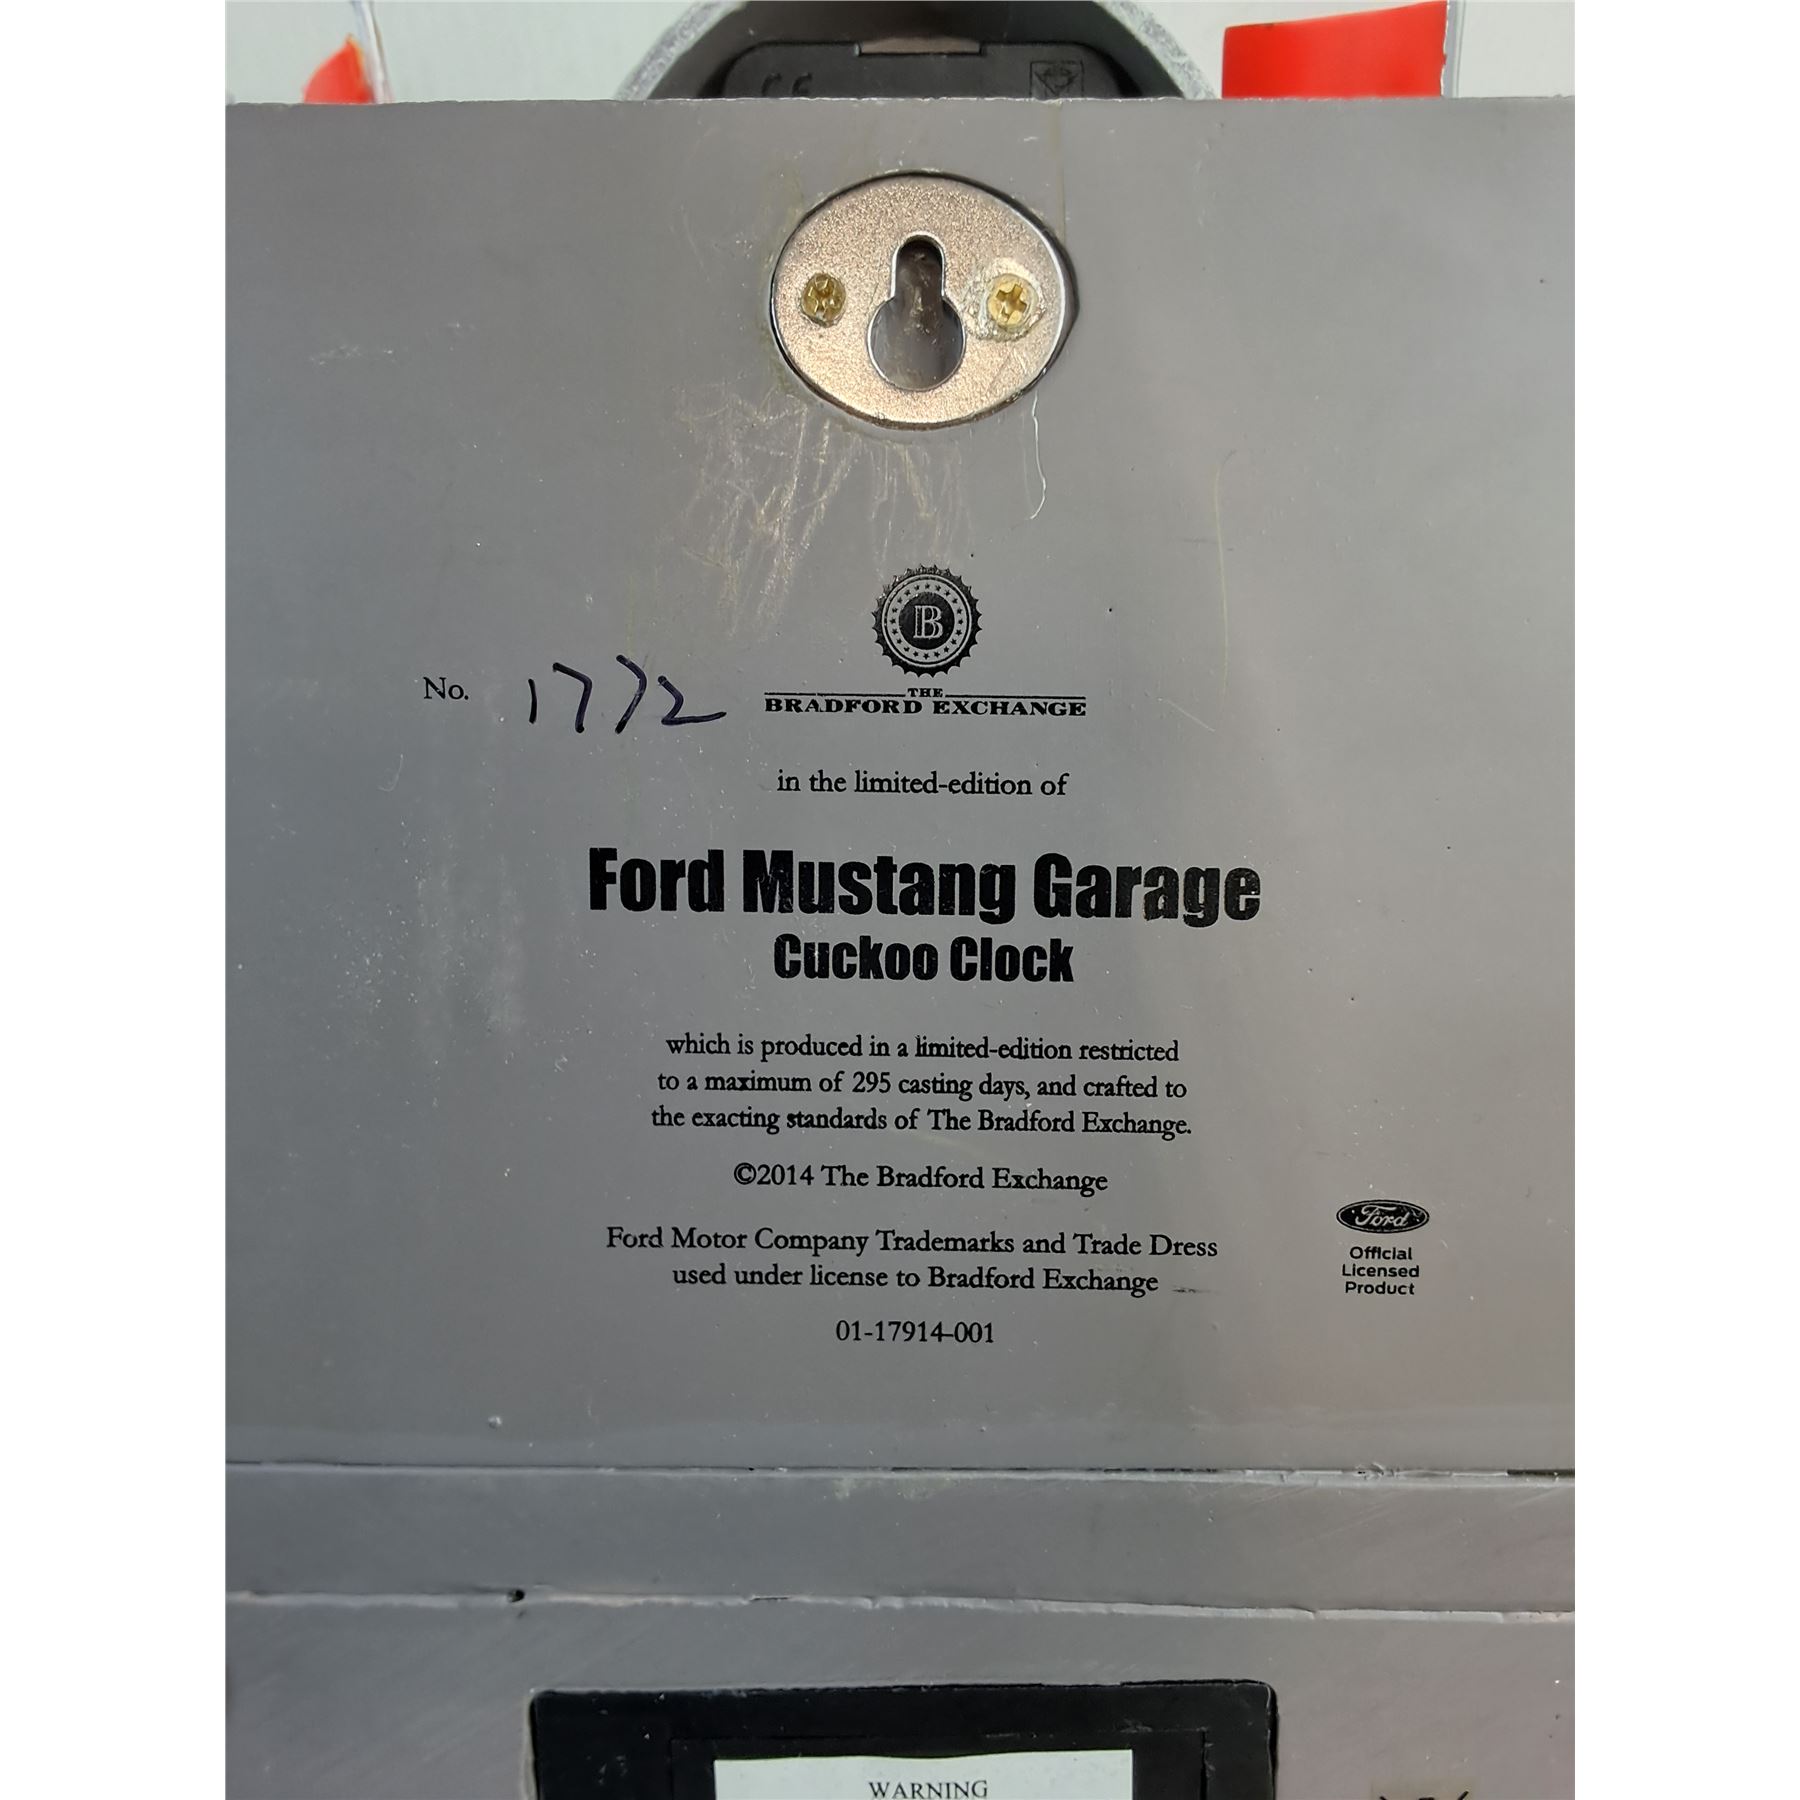 CE
B
No. 1772
THE
BRADFORD EXCHANGE
in the limited-edition of
Ford Mustang Garage
Cuckoo Clock
which is produced in a limited-edition restricted
to a maximum of 295 casting days, and crafted to
the exacting standards of The Bradford Exchange.
©2014 The Bradford Exchange
Ford Motor Company Trademarks and Trade Dress
used under license to Bradford Exchange
01-17914-001
Ford
Official
Licensed
Product
WARNING